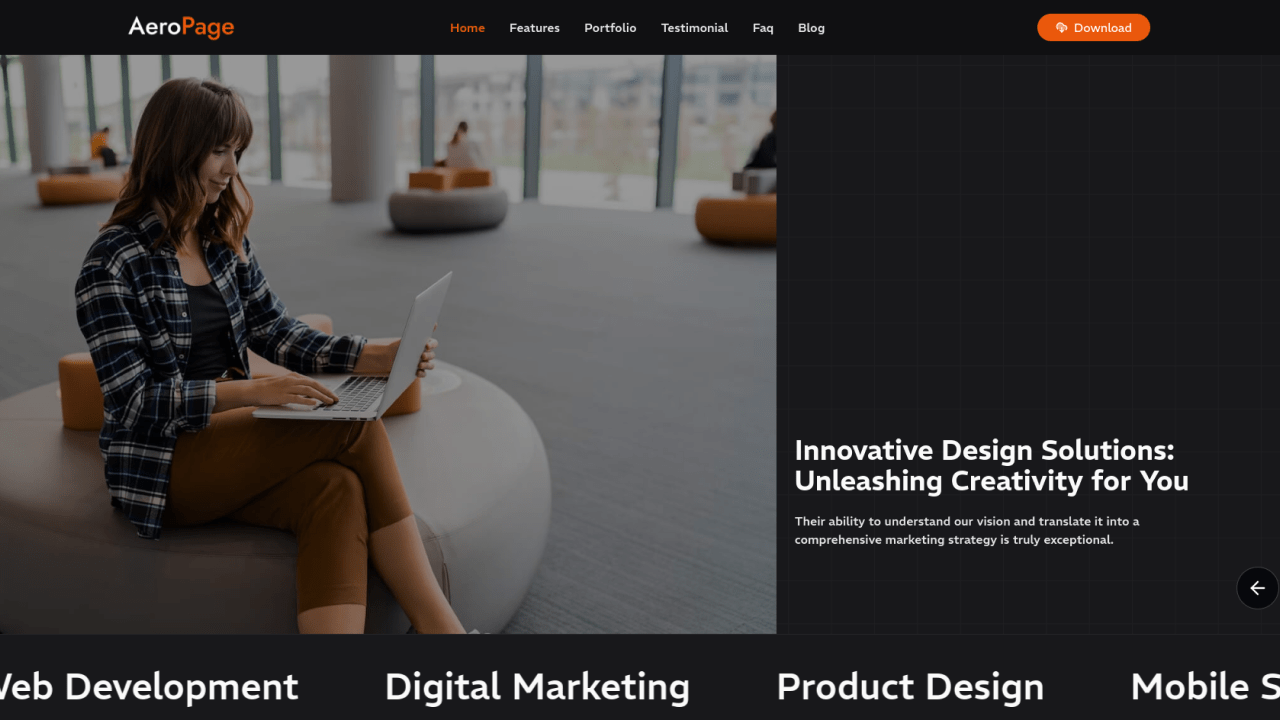 AeroPage
Home
Features
Portfolio
Testimonial
Faq
Blog
Download
Innovative Design Solutions:
Unleashing Creativity for You
Their ability to understand our vision and translate it into a
comprehensive marketing strategy is truly exceptional.
Web Development
Digital Marketing
Product Design
Mobile S